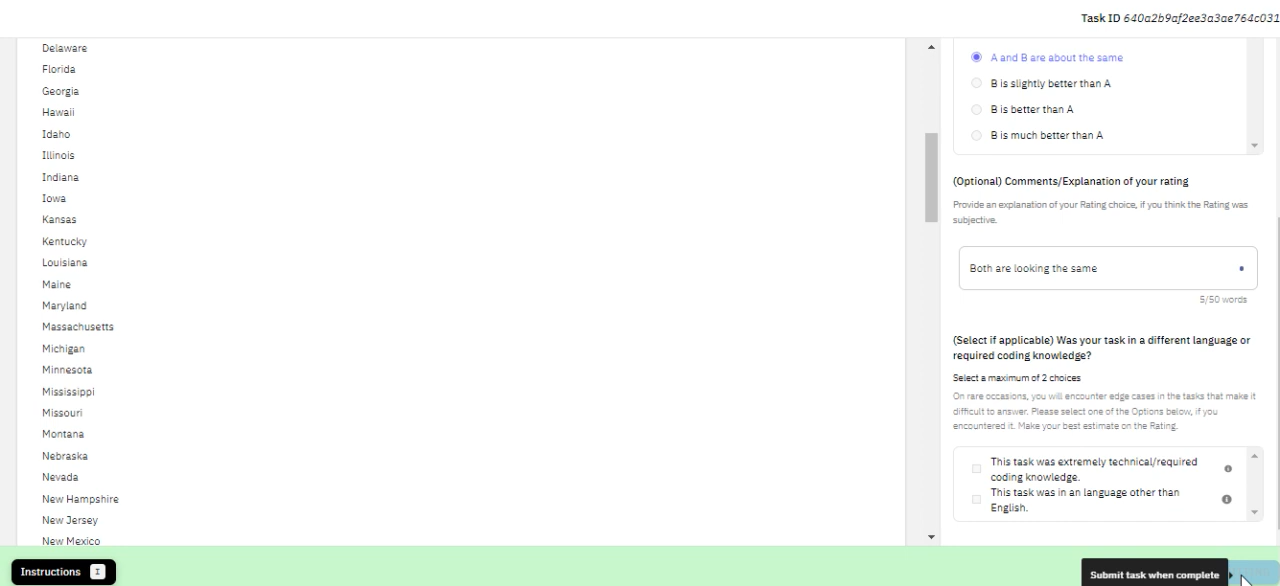 Task ID 640a2b9af2ee3a3ae764c031
Delaware
Florida
Georgia
Hawaii
Idaho
Illinois
Indiana
Iowa
Kansas
Kentucky
Louisiana
Maine
Maryland
Massachusetts
Michigan
Minnesota
Mississippi
Missouri
Montana
Nebraska
Nevada
New Hampshire
New Jersey
New Mexico
A and B are about the same
B is slightly better than A
B is better than A
B is much better than A
(Optional) Comments/Explanation of your rating
Provide an explanation of your Rating choice, if you think the Rating was
subjective.
Both are looking the same
5/50 words
(Select if applicable) Was your task in a different language or
required coding knowledge?
Select a maximum of 2 choices
On rare occasions, you will encounter edge cases in the tasks that make it
difficult to answer. Please select one of the Options below, if you
encountered it. Make your best estimate on the Rating.
This task was extremely technical/required
coding knowledge.
This task was in an language other than
English.
Instructions I
Submit task when complete